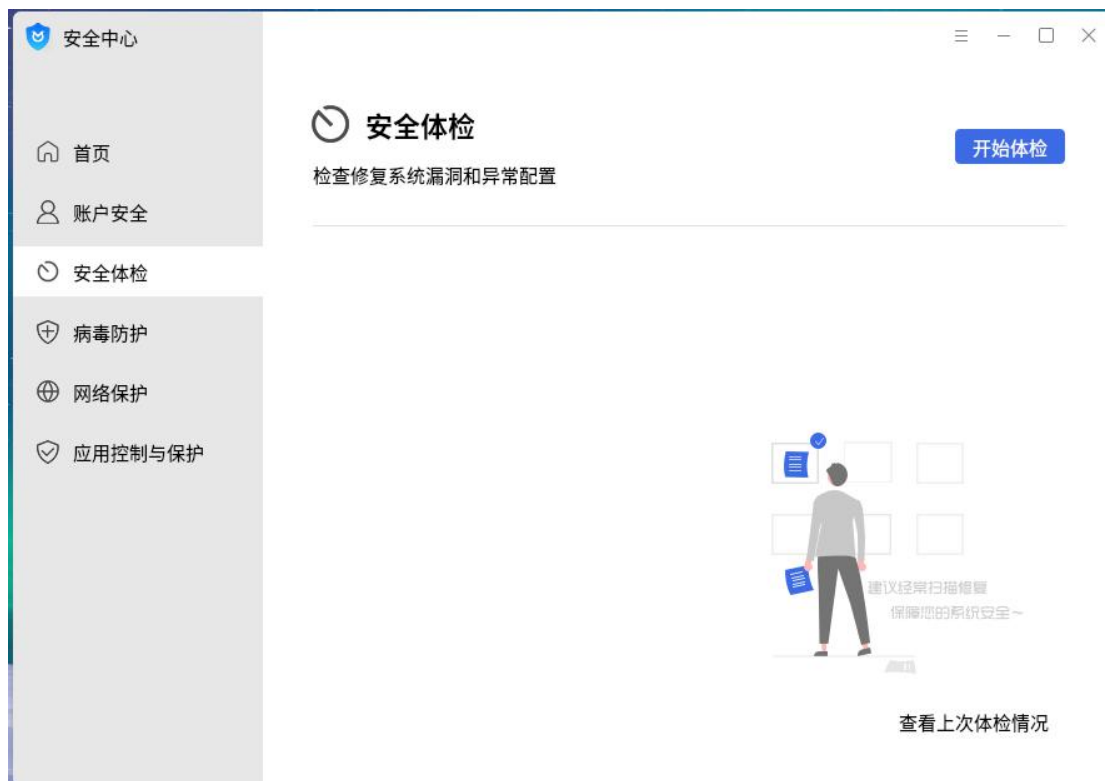 安全中心
首页
账户安全
安全体检
病毒防护
网络保护
应用控制与保护
安全体检
开始体检
检查修复系统漏洞和异常配置
建议经常扫描修复
保障您的系统安全~
查看上次体检情况